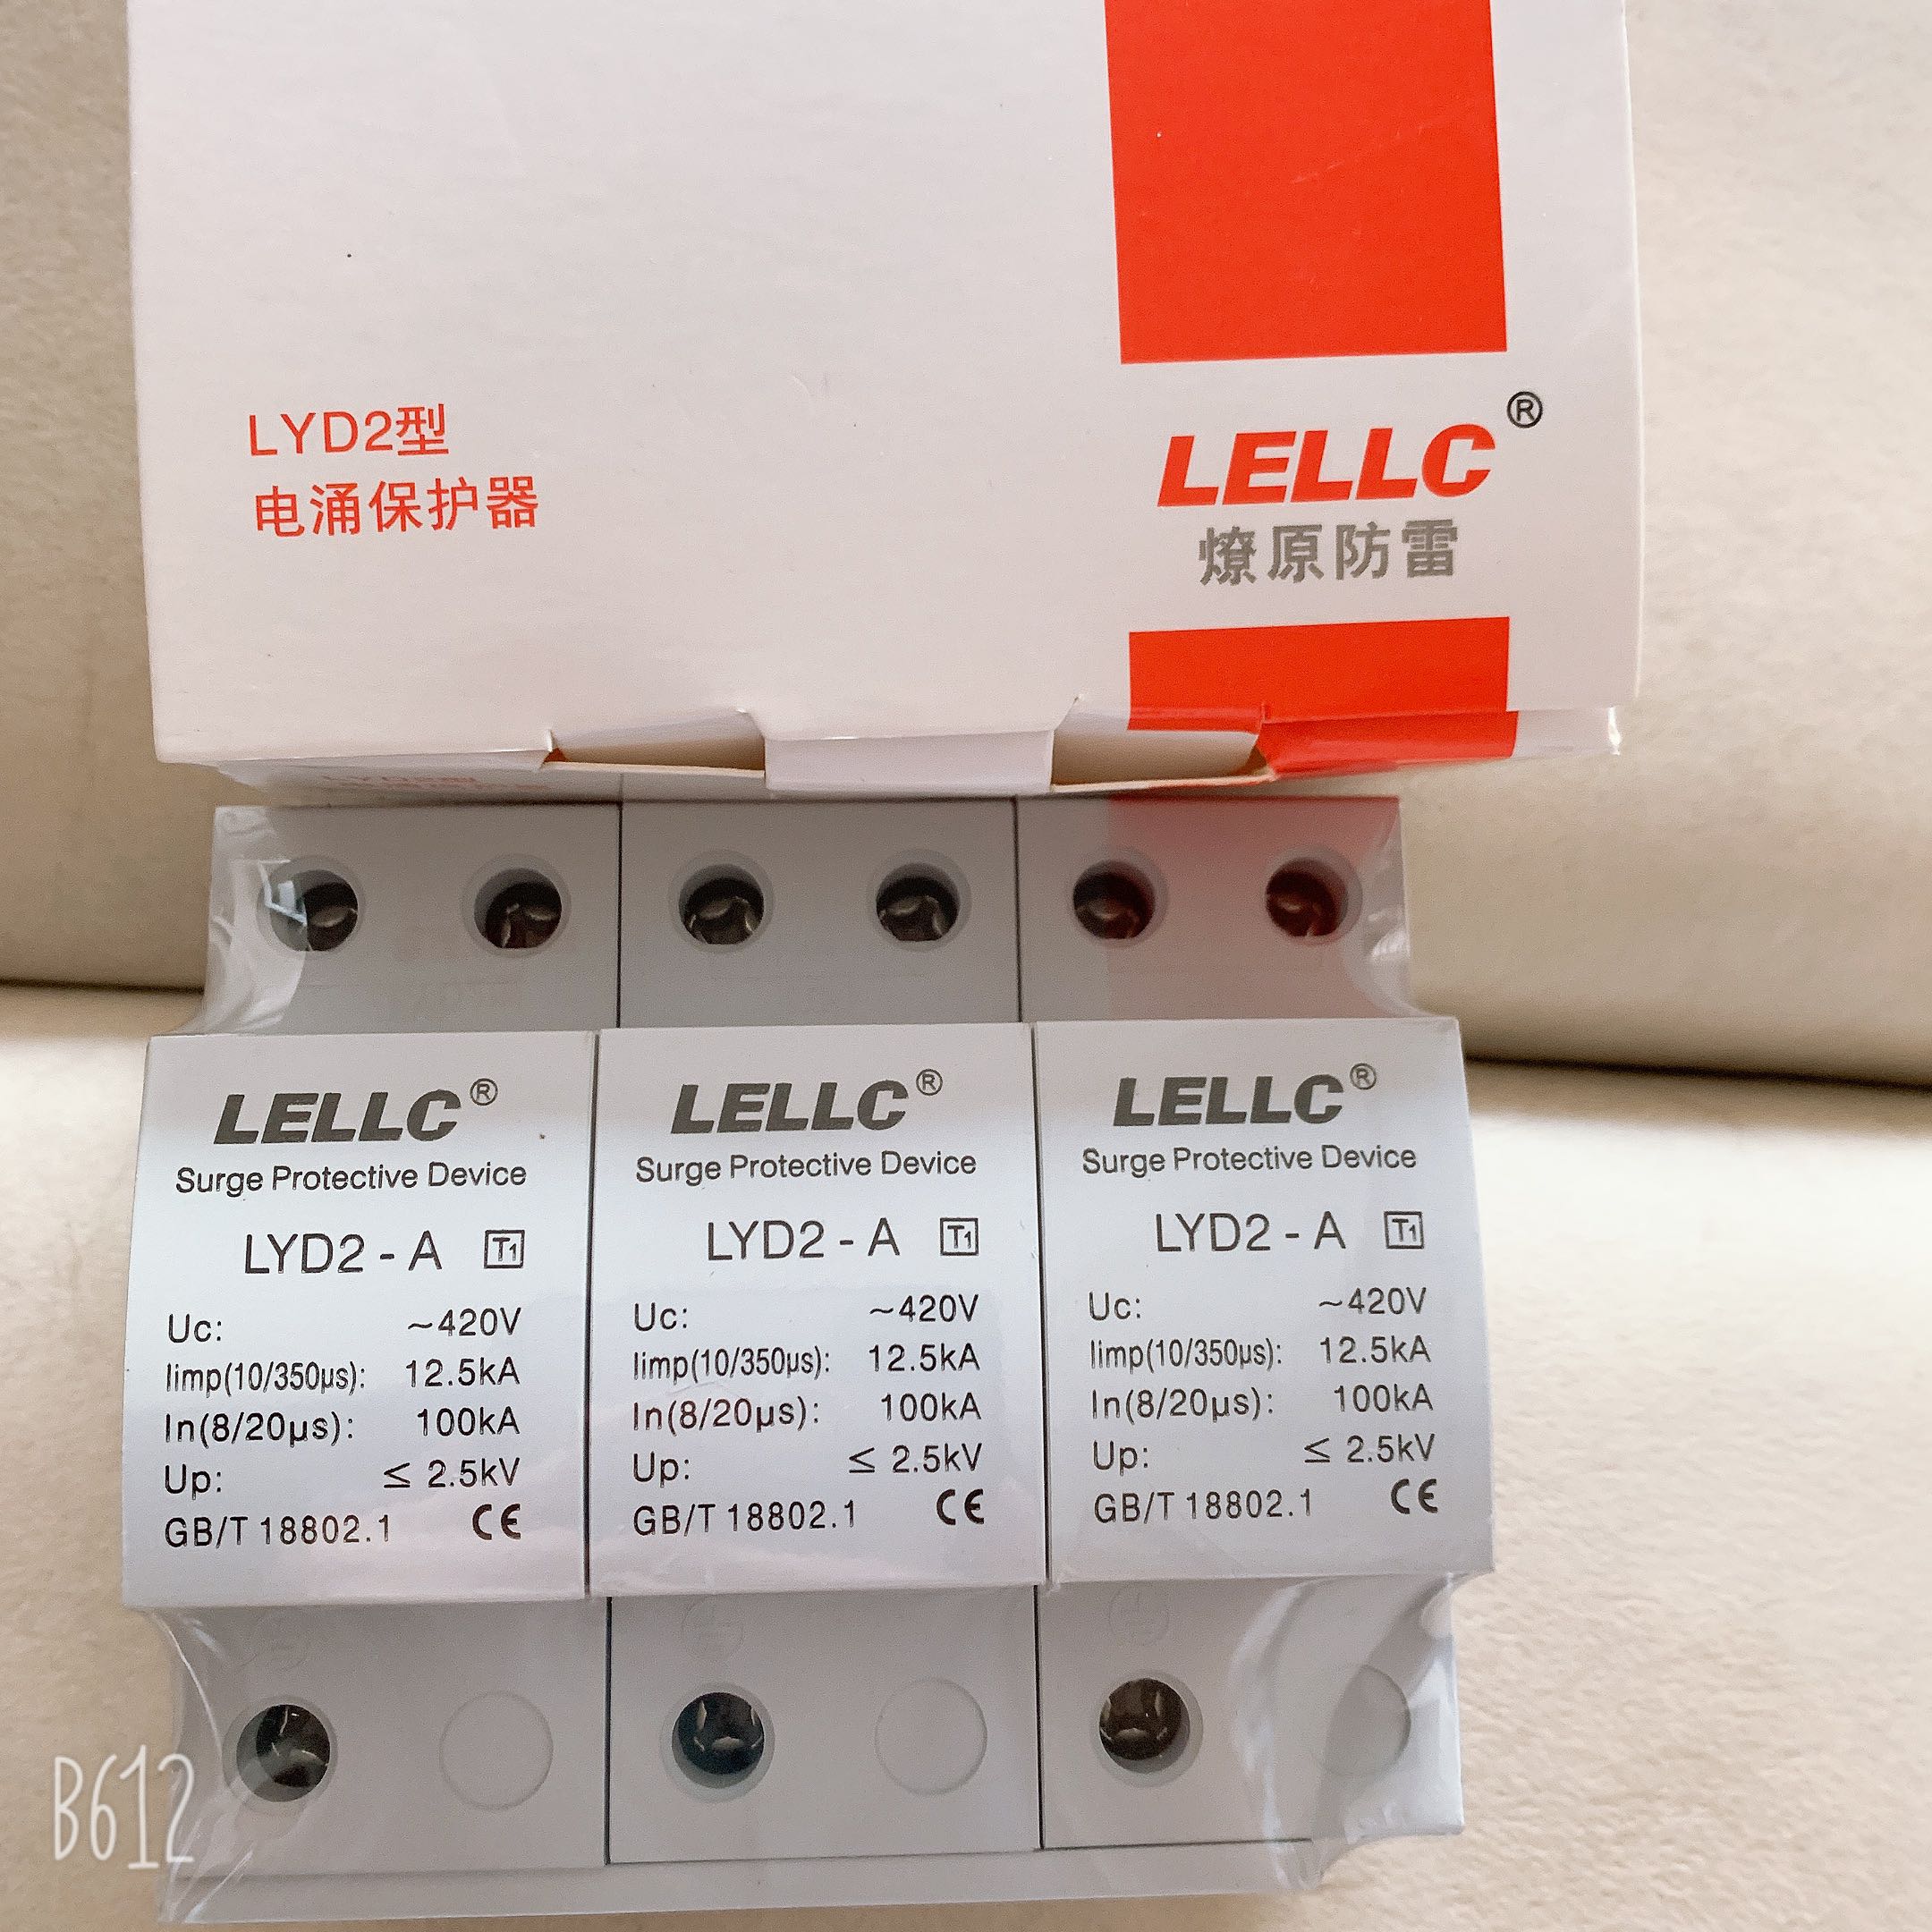 LYD2型
电涌保护器
LELLC®
燎原防雷
LELLC®
Surge Protective Device
LYD2 - A T1
Uc: ~420V
Iimp(10/350µs): 12.5kA
In(8/20µs): 100kA
Up: ≤ 2.5kV
GB/T 18802.1 CE
LELLC®
Surge Protective Device
LYD2 - A T1
Uc: ~420V
Iimp(10/350µs): 12.5kA
In(8/20µs): 100kA
Up: ≤ 2.5kV
GB/T 18802.1 CE
LELLC®
Surge Protective Device
LYD2 - A T1
Uc: ~420V
Iimp(10/350µs): 12.5kA
In(8/20µs): 100kA
Up: ≤ 2.5kV
GB/T 18802.1 CE
B612